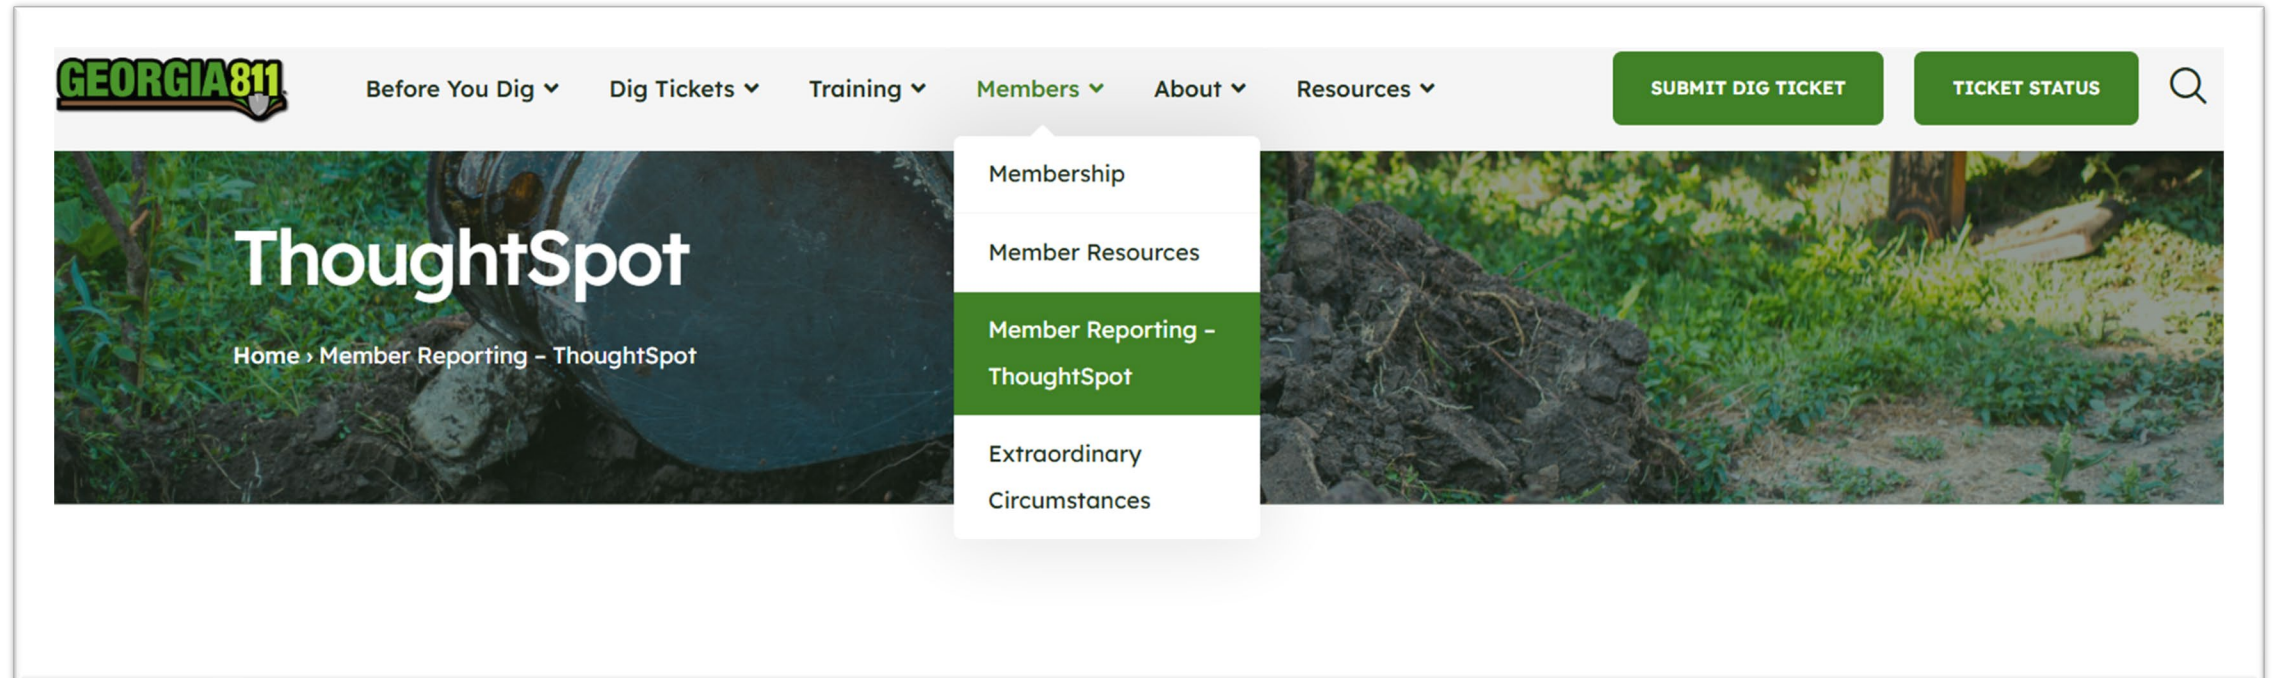 GEORGIA811
Before You Dig
Dig Tickets
Training
Members
About
Resources
SUBMIT DIG TICKET
TICKET STATUS
Membership
Member Resources
Member Reporting –
ThoughtSpot
Extraordinary
Circumstances
ThoughtSpot
Home › Member Reporting – ThoughtSpot